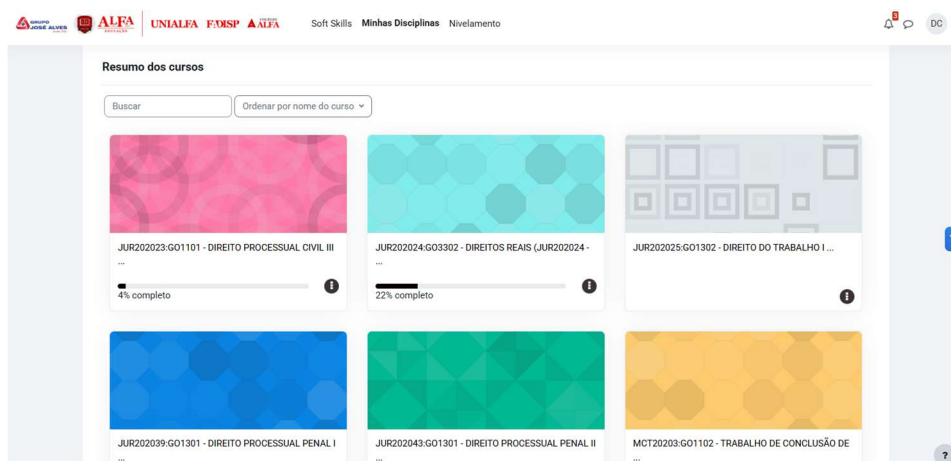 GRUPO
JOSÉ ALVES
ALFA
EDUCAÇÃO
UNIALFA FADISP
ALFA
Soft Skills Minhas Disciplinas Nivelamento
3
DC
Resumo dos cursos
Buscar
Ordenar por nome do curso
JUR202023:GO1101 - DIREITO PROCESSUAL CIVIL III
...
4% completo
JUR202024:GO3302 - DIREITOS REAIS (JUR202024 -
...
22% completo
JUR202025:GO1302 - DIREITO DO TRABALHO I ...
JUR202039:GO1301 - DIREITO PROCESSUAL PENAL I
...
JUR202043:GO1301 - DIREITO PROCESSUAL PENAL II
...
MCT20203:GO1102 - TRABALHO DE CONCLUSÃO DE
...
?